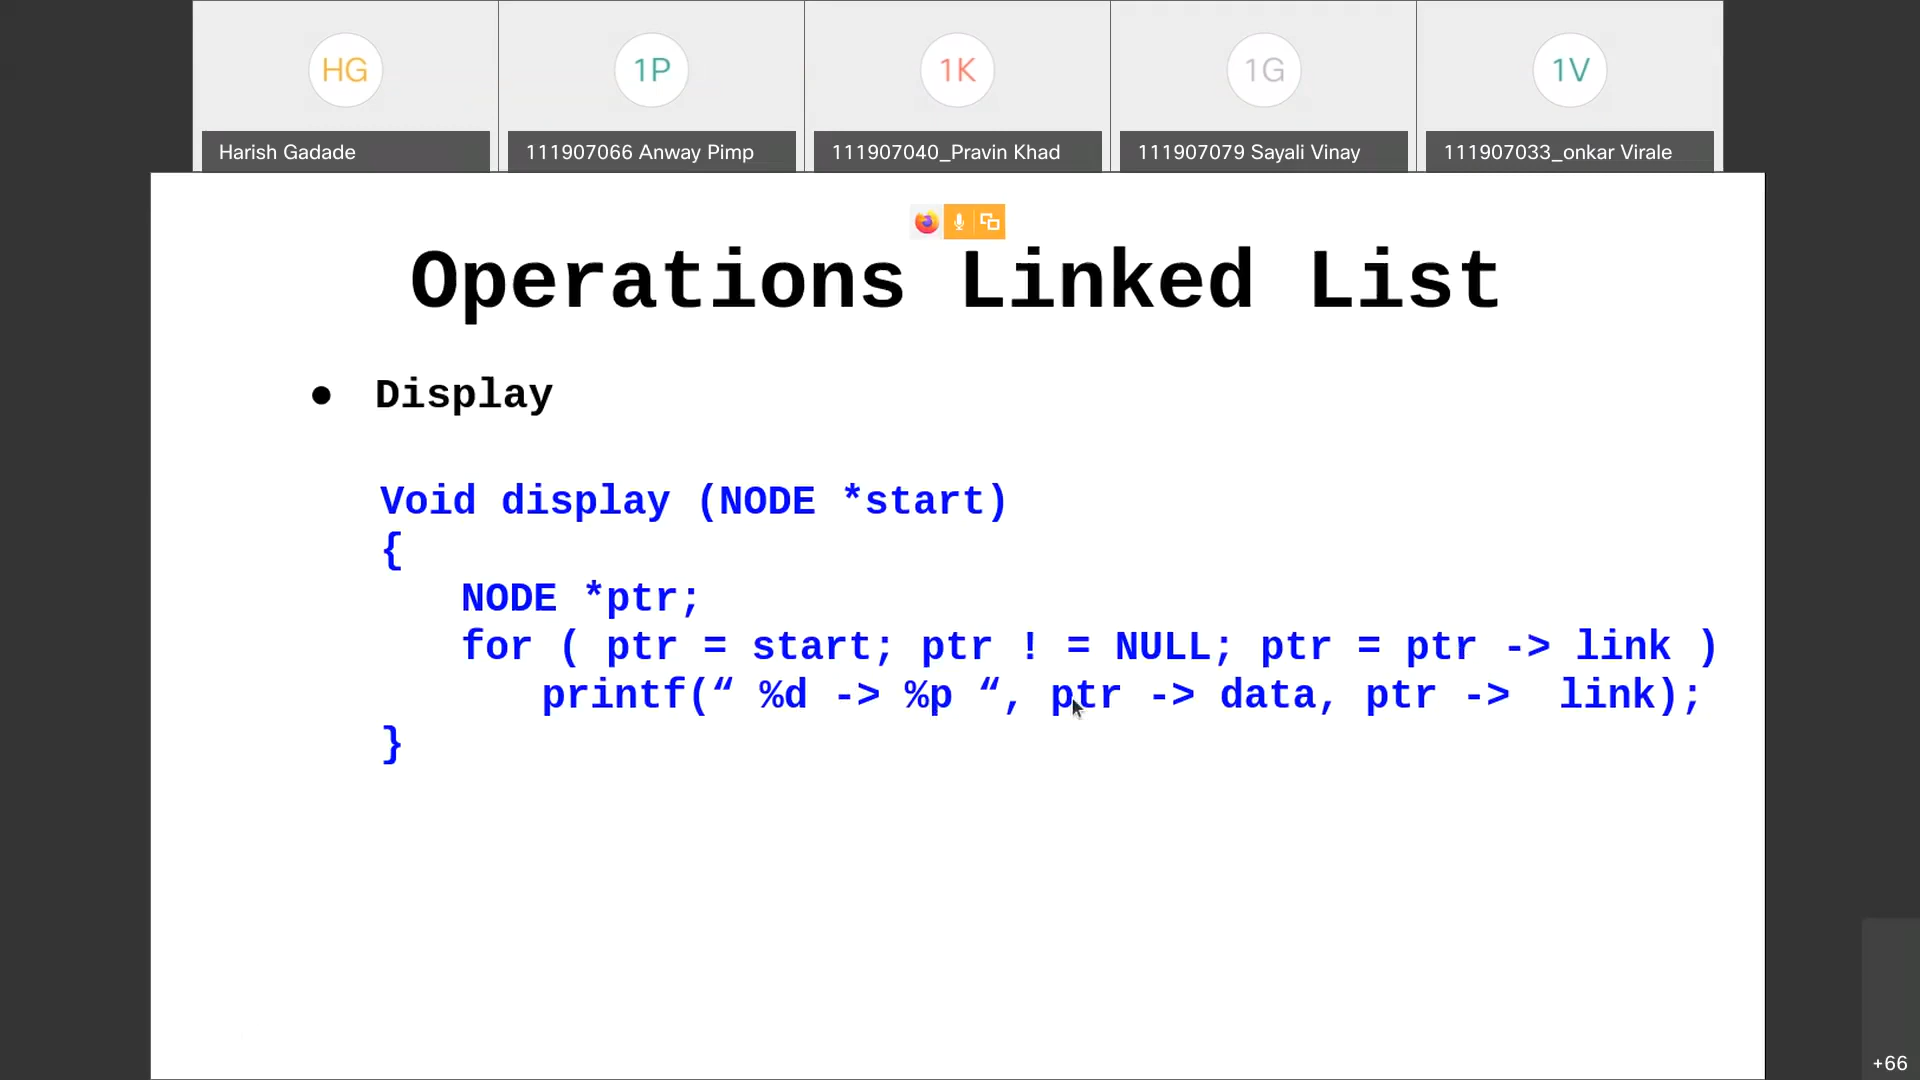 HG
1P
1K
1G
1V
Harish Gadade
111907066 Anway Pimp
111907040_Pravin Khad
111907079 Sayali Vinay
111907033_onkar Virale
Operations Linked List
● Display
Void display (NODE *start)
{
NODE *ptr;
for ( ptr = start; ptr ! = NULL; ptr = ptr -> link )
printf(“ %d -> %p “, ptr -> data, ptr ->  link);
}
+66